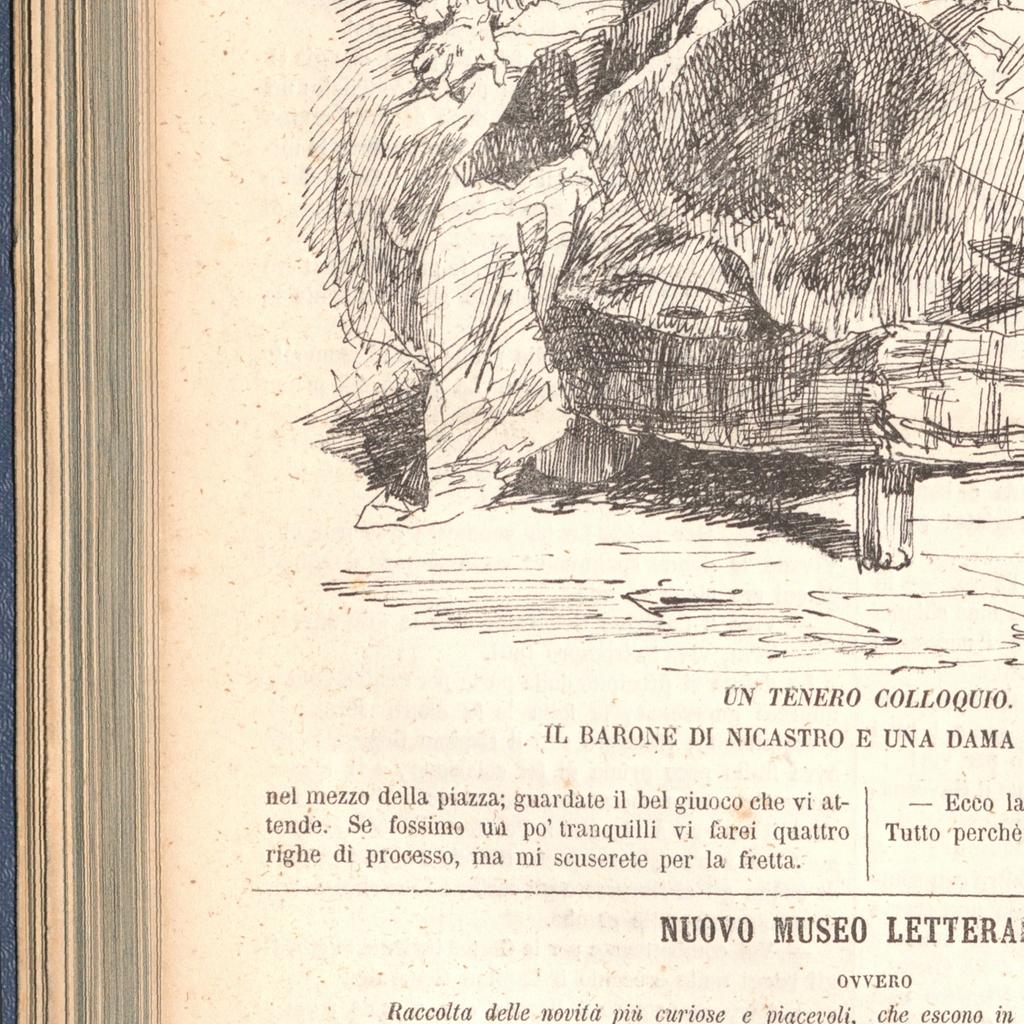 UN TENERO COLLOQUIO.
IL BARONE DI NICASTRO E UNA DAMA
nel mezzo della piazza; guardate il bel giuoco che vi at-
tende. Se fossimo un po' tranquilli vi farei quattro
righe di processo, ma mi scuserete per la fretta.
— Ecco la
Tutto perchè
NUOVO MUSEO LETTERA
OVVERO
Raccolta delle novità più curiose e piacevoli, che escono in